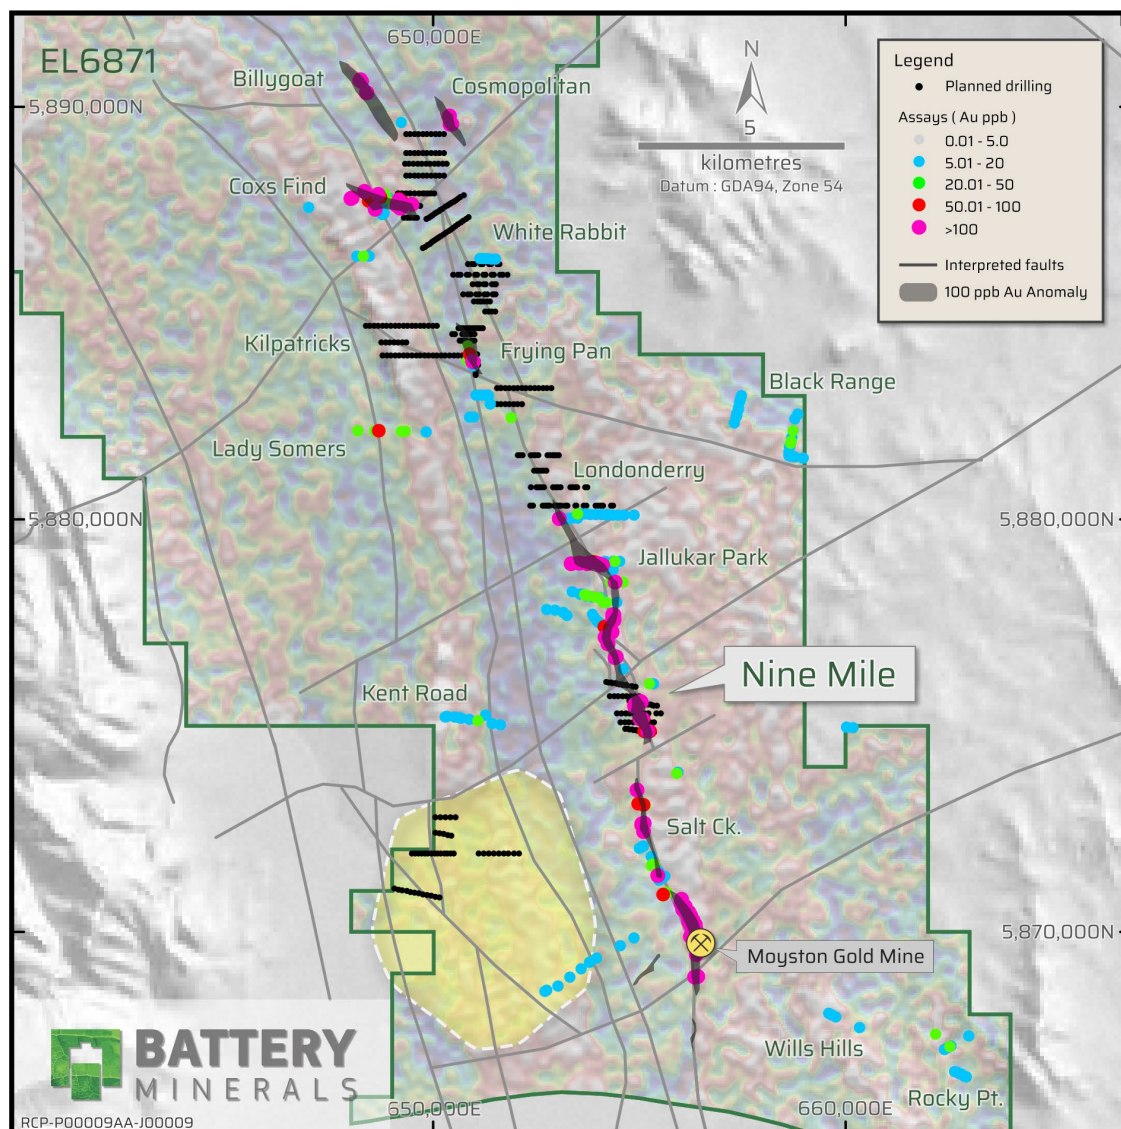 EL6871
650,000E
Billygoat
Cosmopolitan
5,890,000N
N
5
kilometres
Datum : GDA94, Zone 54
Legend
Planned drilling
Assays ( Au ppb )
0.01 - 5.0
5.01 - 20
20.01 - 50
50.01 - 100
>100
Interpreted faults
100 ppb Au Anomaly
Coxs Find
White Rabbit
Kilpatricks
Frying Pan
Black Range
Lady Somers
Londonderry
5,880,000N
5,880,000N
Jallukar Park
Nine Mile
Kent Road
Salt Ck.
5,870,000N
Moyston Gold Mine
Wills Hills
Rocky Pt.
BATTERY
MINERALS
650,000E
660,000E
RCP-P00009AA-J00009